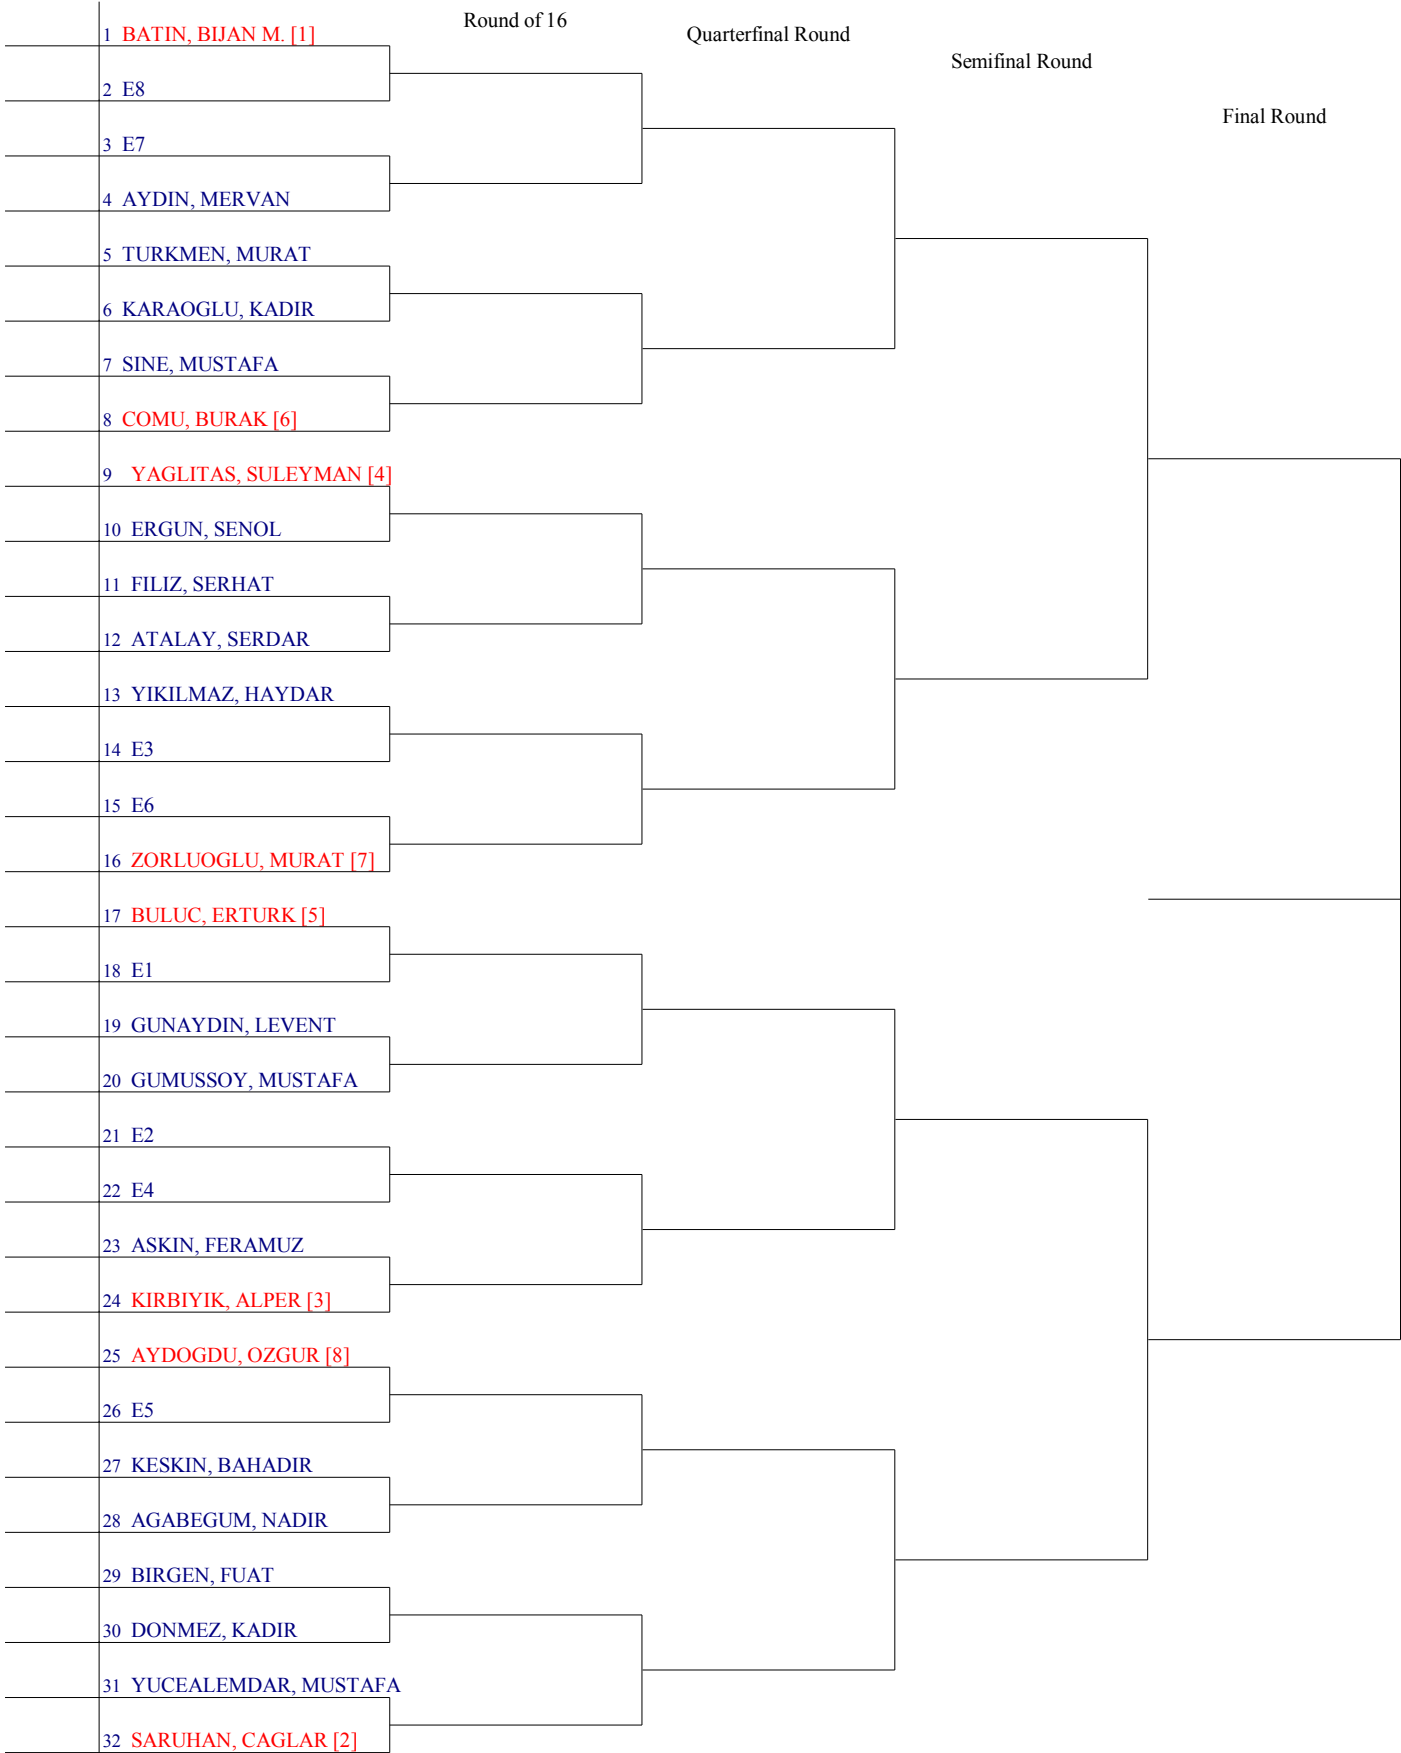 Round of 16
Quarterfinal Round
Semifinal Round
Final Round
1 BATIN, BIJAN M. [1]
2 E8
3 E7
4 AYDIN, MERVAN
5 TURKMEN, MURAT
6 KARAOGLU, KADIR
7 SINE, MUSTAFA
8 COMU, BURAK [6]
9 YAGLITAS, SULEYMAN [4]
10 ERGUN, SENOL
11 FILIZ, SERHAT
12 ATALAY, SERDAR
13 YIKILMAZ, HAYDAR
14 E3
15 E6
16 ZORLUOGLU, MURAT [7]
17 BULUC, ERTURK [5]
18 E1
19 GUNAYDIN, LEVENT
20 GUMUSSOY, MUSTAFA
21 E2
22 E4
23 ASKIN, FERAMUZ
24 KIRBIYIK, ALPER [3]
25 AYDOGDU, OZGUR [8]
26 E5
27 KESKIN, BAHADIR
28 AGABEGUM, NADIR
29 BIRGEN, FUAT
30 DONMEZ, KADIR
31 YUCEALEMDAR, MUSTAFA
32 SARUHAN, CAGLAR [2]